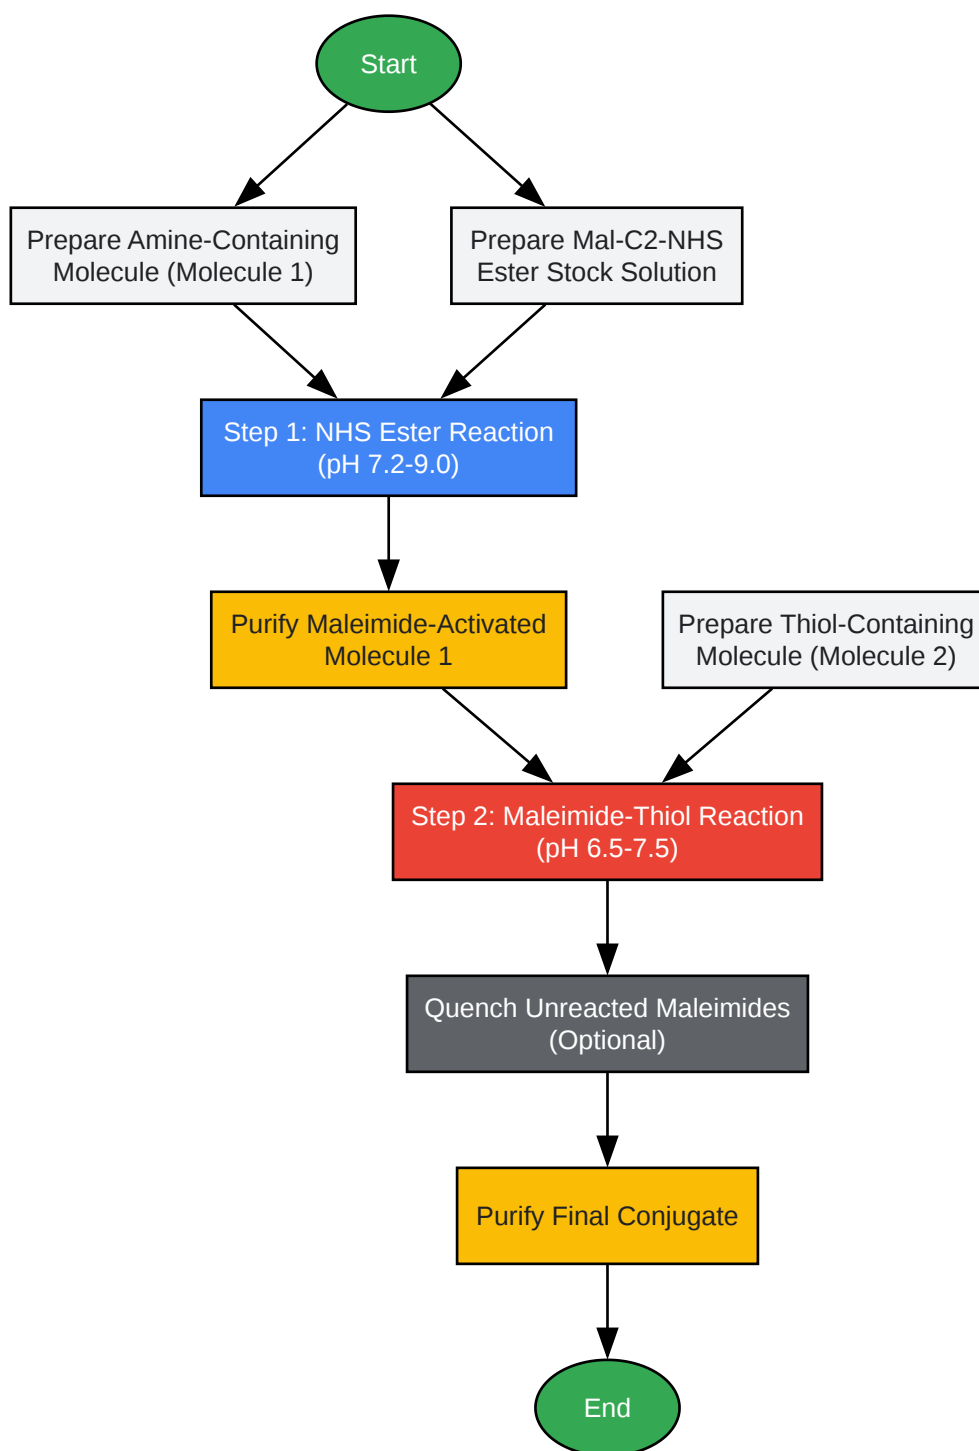 Start
Prepare Amine-Containing
Molecule (Molecule 1)
Prepare Mal-C2-NHS
Ester Stock Solution
Step 1: NHS Ester Reaction
(pH 7.2-9.0)
Purify Maleimide-Activated
Molecule 1
Prepare Thiol-Containing
Molecule (Molecule 2)
Step 2: Maleimide-Thiol Reaction
(pH 6.5-7.5)
Quench Unreacted Maleimides
(Optional)
Purify Final Conjugate
End